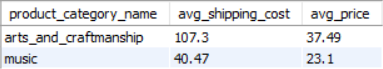 product_category_name avg_shipping_cost avg_price
arts_and_craftmanship 107.3 37.49
music 40.47 23.1